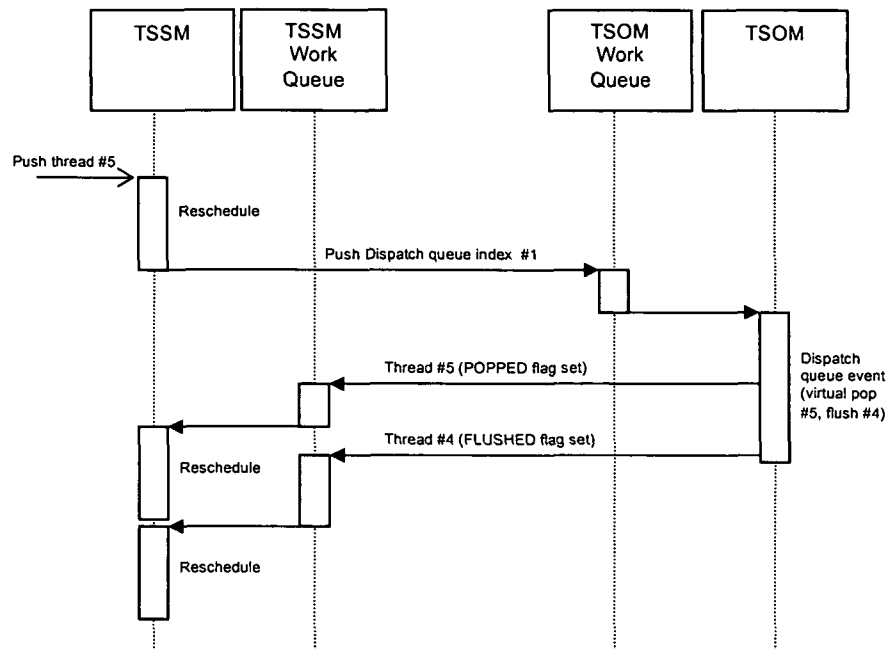 TSSM
TSSM
Work
Queue
TSOM
Work
Queue
TSOM
Push thread #5
Reschedule
Push Dispatch queue index #1
Thread #5 (POPPED flag set)
Dispatch
queue event
(virtual pop
#5, flush #4)
Thread #4 (FLUSHED flag set)
Reschedule
Reschedule